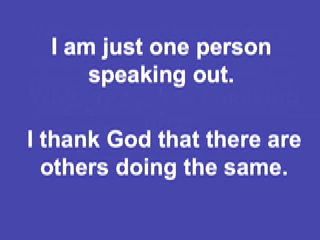 I am just one person
speaking out.
I thank God that there are
others doing the same.